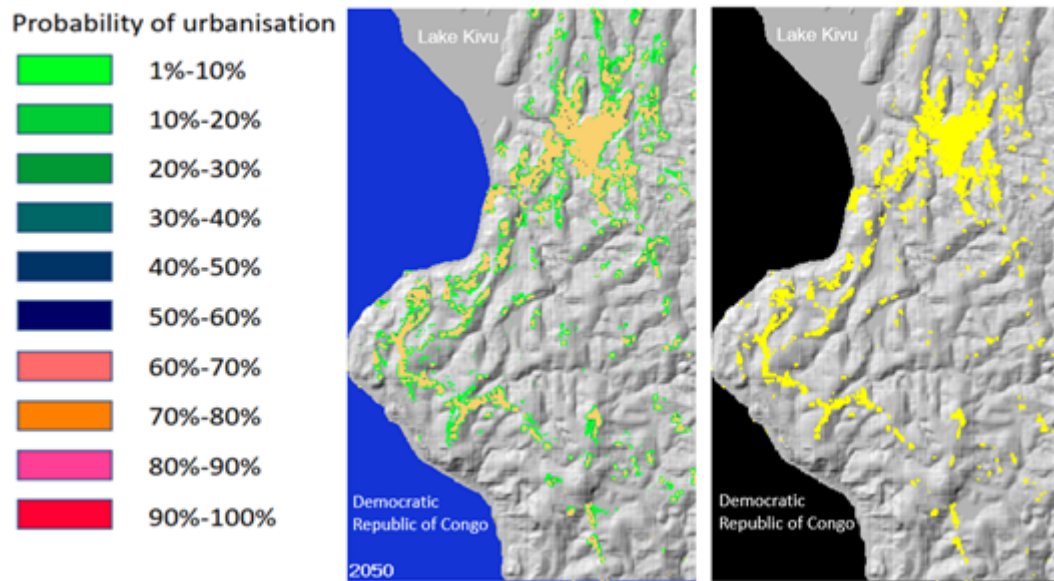 Probability of urbanisation
1%-10%
10%-20%
20%-30%
30%-40%
40%-50%
50%-60%
60%-70%
70%-80%
80%-90%
90%-100%
Lake Kivu
Democratic
Republic of Congo
2050
Lake Kivu
Democratic
Republic of Congo